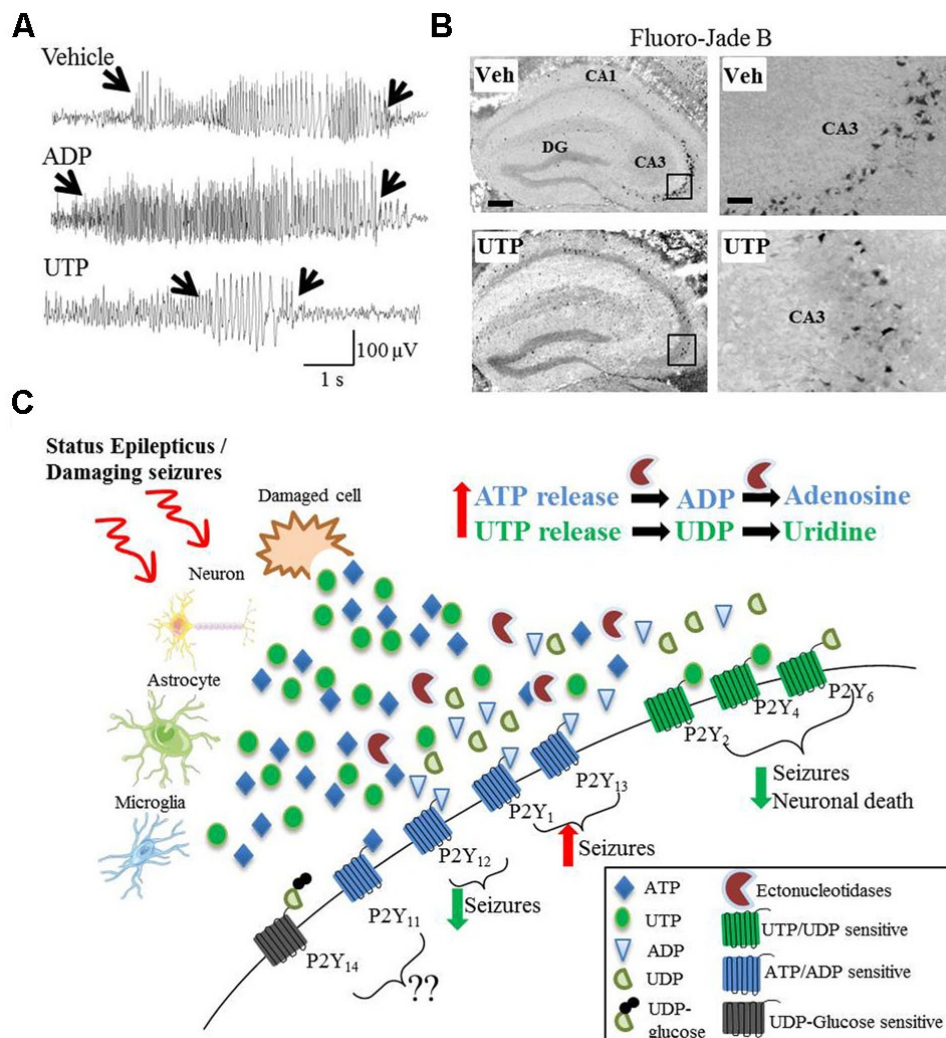 A
Vehicle
ADP
UTP
100 µV
1 s
B
Fluoro-Jade B
Veh
CA1
DG
CA3
Veh
CA3
UTP
UTP
CA3
C
Status Epilepticus /
Damaging seizures
Damaged cell
Neuron
Astrocyte
Microglia
ATP release ADP Adenosine
UTP release UDP Uridine
P2Y2
P2Y4
P2Y6
Seizures
Neuronal death
P2Y1
P2Y13
Seizures
P2Y12
Seizures
P2Y11
P2Y14
??
ATP
UTP
ADP
UDP
UDP-
glucose
Ectonucleotidases
UTP/UDP sensitive
ATP/ADP sensitive
UDP-Glucose sensitive